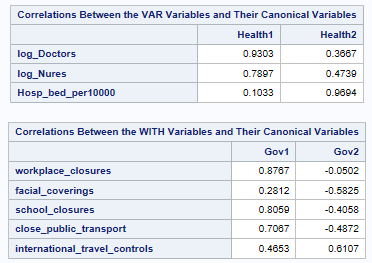 Correlations Between the VAR Variables and Their Canonical Variables
Health1 Health2
log_Doctors 0.9303 0.3667
log_Nures 0.7897 0.4739
Hosp_bed_per10000 0.1033 0.9694
Correlations Between the WITH Variables and Their Canonical Variables
Gov1 Gov2
workplace_closures 0.8767 -0.0502
facial_coverings 0.2812 -0.5825
school_closures 0.8059 -0.4058
close_public_transport 0.7067 -0.4872
international_travel_controls 0.4653 0.6107